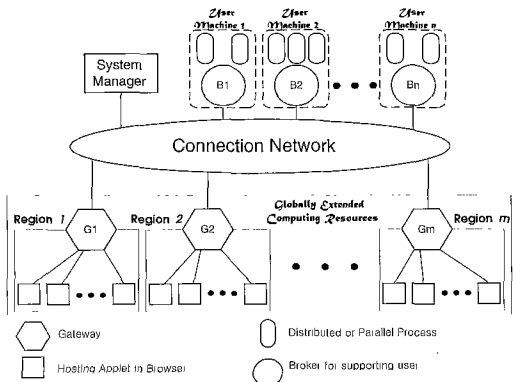 User Machine 1
User Machine 2
User Machine n
System Manager
B1
B2
Bn
Connection Network
Region 1
G1
Region 2
G2
Globally Extended Computing Resources
Gm
Region m
Gateway
Distributed or Parallel Process
Hosting Applet in Browser
Broker for supporting user